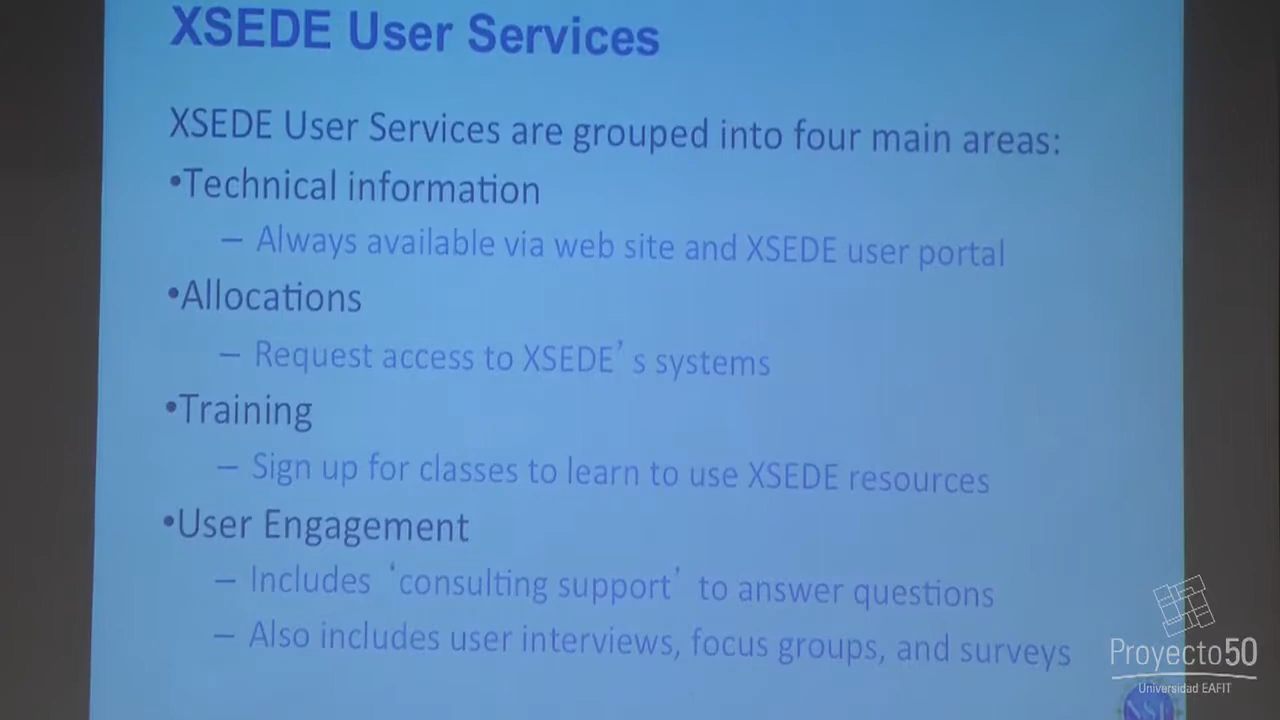 XSEDE User Services
XSEDE User Services are grouped into four main areas:
•Technical information
– Always available via web site and XSEDE user portal
•Allocations
– Request access to XSEDE's systems
•Training
– Sign up for classes to learn to use XSEDE resources
•User Engagement
– Includes 'consulting support' to answer questions
– Also includes user interviews, focus groups, and surveys
Proyecto50
Universidad EAFIT
NSF